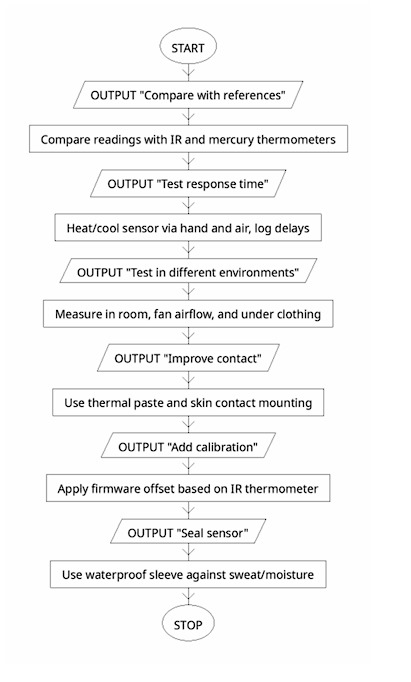 START
OUTPUT "Compare with references"
Compare readings with IR and mercury thermometers
OUTPUT "Test response time"
Heat/cool sensor via hand and air, log delays
OUTPUT "Test in different environments"
Measure in room, fan airflow, and under clothing
OUTPUT "Improve contact"
Use thermal paste and skin contact mounting
OUTPUT "Add calibration"
Apply firmware offset based on IR thermometer
OUTPUT "Seal sensor"
Use waterproof sleeve against sweat/moisture
STOP